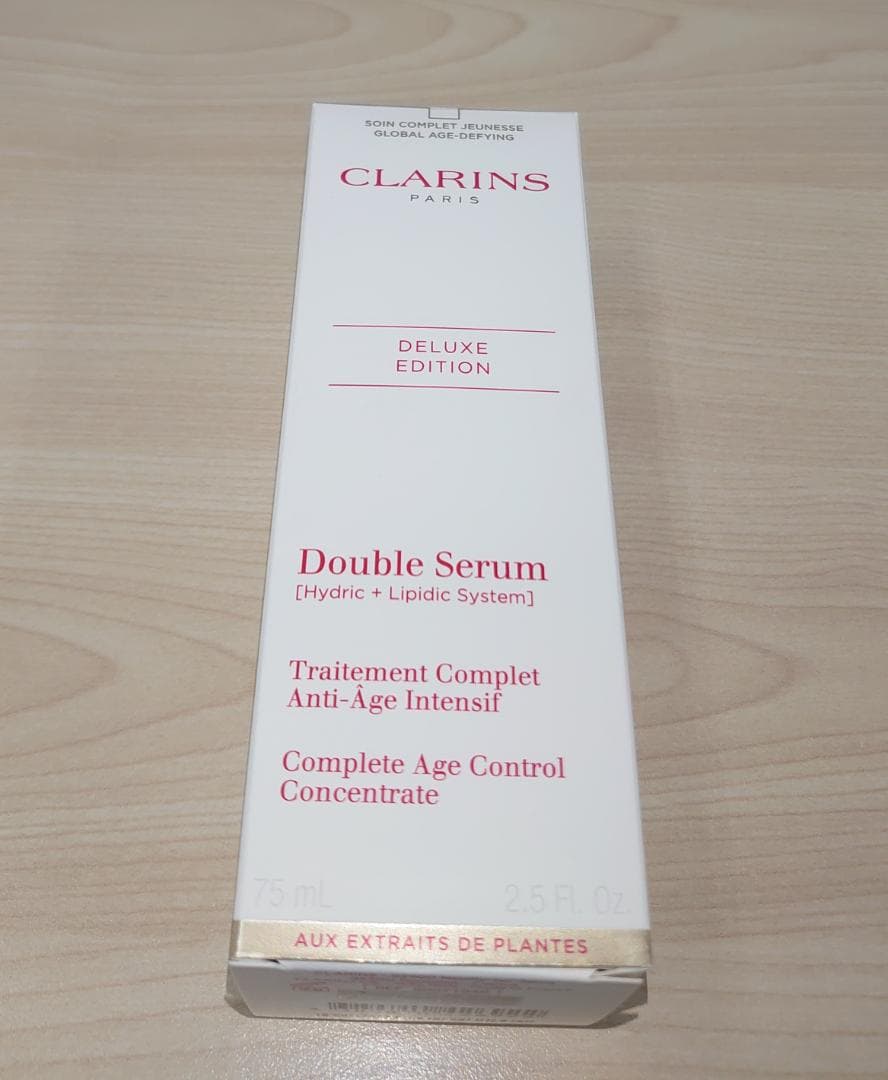 SOIN COMPLET JEUNESSE
GLOBAL AGE-DEFYING
CLARINS
PARIS
DELUXE
EDITION
Double Serum
[Hydric + Lipidic System]
Traitement Complet
Anti-Âge Intensif
Complete Age Control
Concentrate
75 mL 2.5 Fl. Oz.
AUX EXTRAITS DE PLANTES